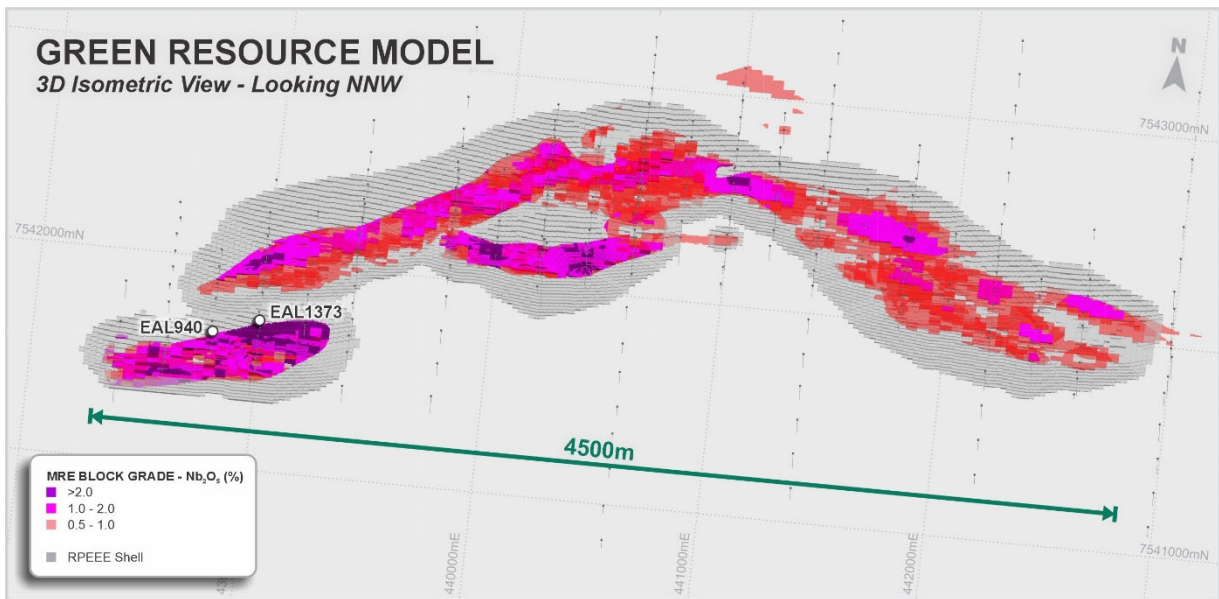 GREEN RESOURCE MODEL
3D Isometric View - Looking NNW
N
7543000mN
7542000mN
EAL940
EAL1373
4500m
MRE BLOCK GRADE - Nb₂O₅ (%)
>2.0
1.0 - 2.0
0.5 - 1.0
RPEEE Shell
440000mE
441000mE
442000mE
7541000mN